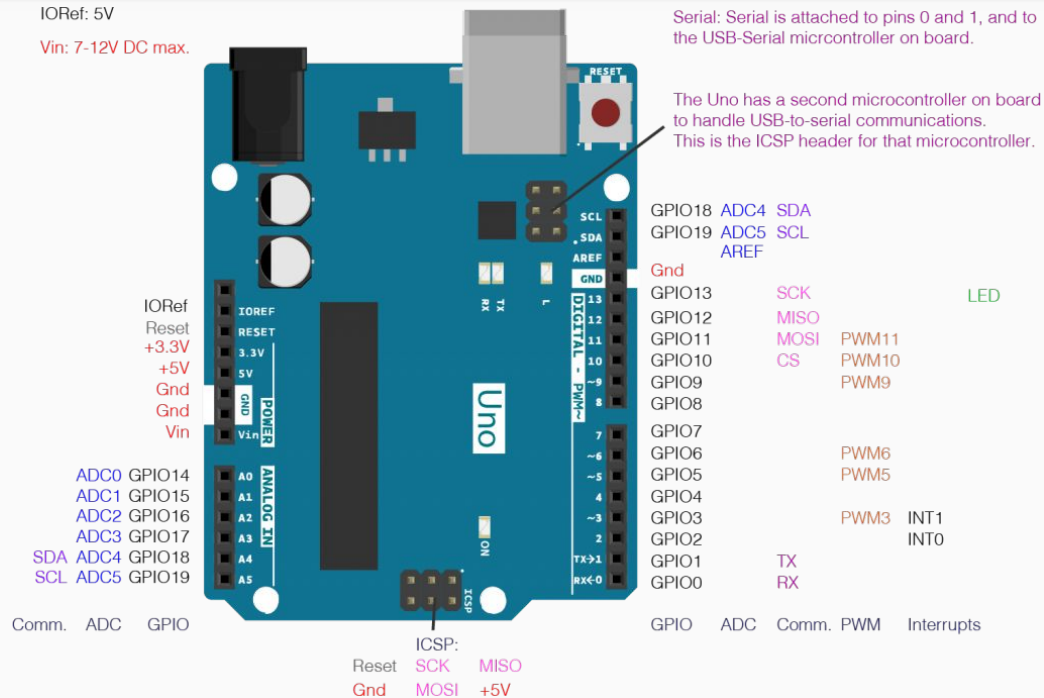 IORef: 5V
Vin: 7-12V DC max.
Serial: Serial is attached to pins 0 and 1, and to
the USB-Serial micrcontroller on board.
The Uno has a second microcontroller on board
to handle USB-to-serial communications.
This is the ICSP header for that microcontroller.
RESET
SCL
SDA
AREF
GND
13
12
11
10
~9
8
7
~6
~5
4
~3
2
TX→1
RX←0
DIGITAL - PWM~
RX
TX
L
Uno
ON
ICSP
IOREF
RESET
3.3V
5V
GND
Vin
POWER
A0
A1
A2
A3
A4
A5
ANALOG IN
IORef
Reset
+3.3V
+5V
Gnd
Gnd
Vin
ADC0 GPIO14
ADC1 GPIO15
ADC2 GPIO16
ADC3 GPIO17
SDA ADC4 GPIO18
SCL ADC5 GPIO19
Comm. ADC GPIO
GPIO18 ADC4 SDA
GPIO19 ADC5 SCL
AREF
Gnd
GPIO13 SCK LED
GPIO12 MISO
GPIO11 MOSI PWM11
GPIO10 CS PWM10
GPIO9 PWM9
GPIO8
GPIO7
GPIO6 PWM6
GPIO5 PWM5
GPIO4
GPIO3 PWM3 INT1
GPIO2 INT0
GPIO1 TX
GPIO0 RX
GPIO ADC Comm. PWM Interrupts
ICSP:
Reset SCK MISO
Gnd MOSI +5V